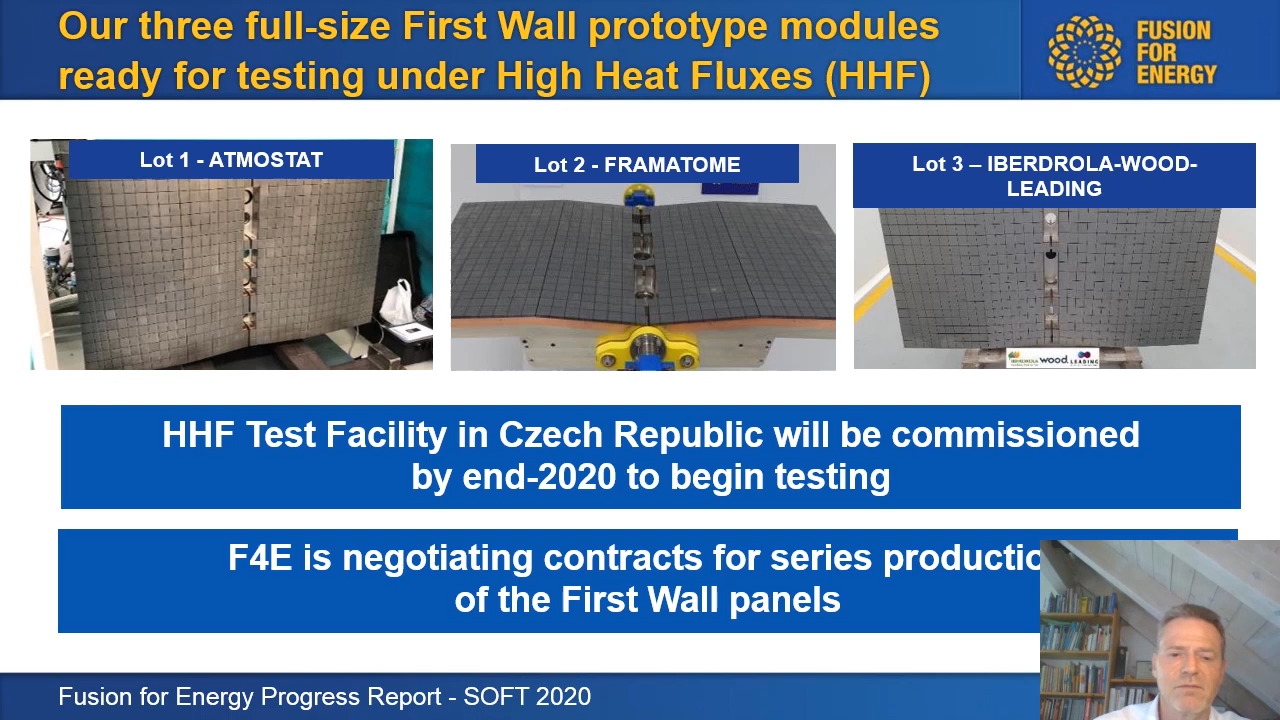 Our three full-size First Wall prototype modules
ready for testing under High Heat Fluxes (HHF)
FUSION
FOR
ENERGY
Lot 1 - ATMOSTAT
Lot 2 - FRAMATOME
Lot 3 – IBERDROLA-WOOD-
LEADING
IBERDROLA wood. LEADING
HHF Test Facility in Czech Republic will be commissioned
by end-2020 to begin testing
F4E is negotiating contracts for series productio
of the First Wall panels
Fusion for Energy Progress Report - SOFT 2020